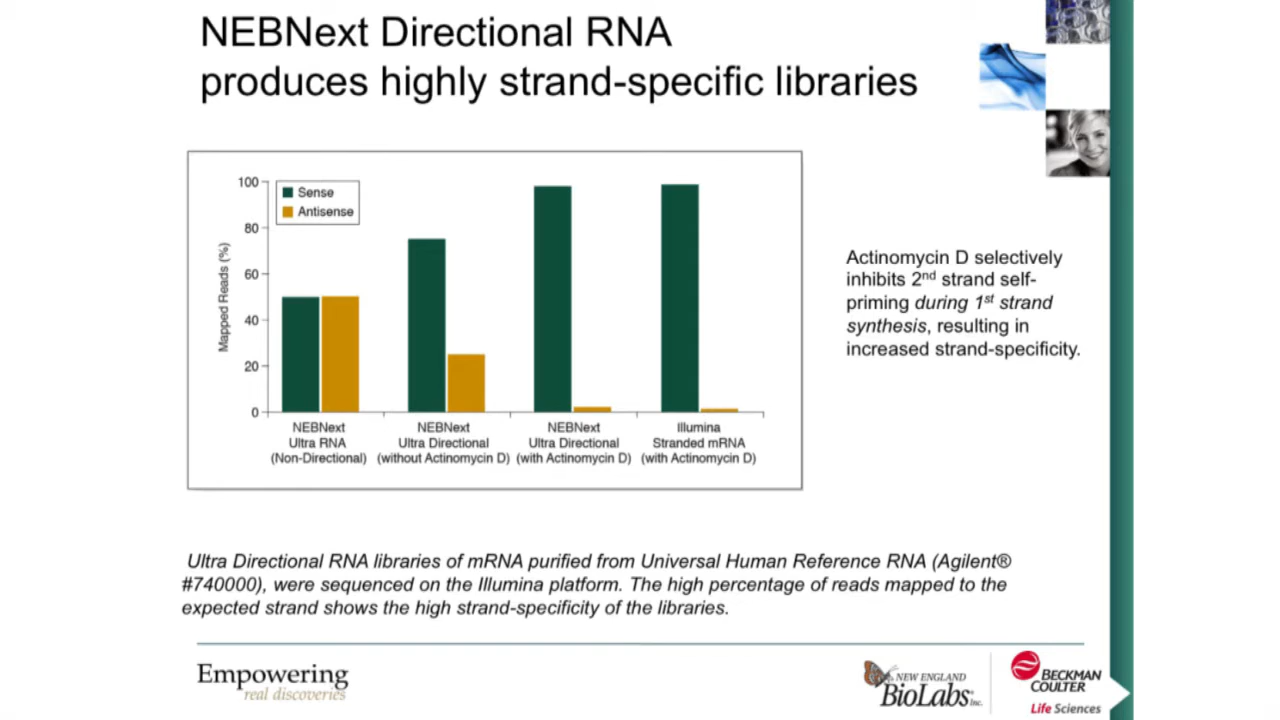 NEBNext Directional RNA
produces highly strand-specific libraries
100
80
60
40
20
0
Mapped Reads (%)
Sense
Antisense
NEBNext
Ultra RNA
(Non-Directional)
NEBNext
Ultra Directional
(without Actinomycin D)
NEBNext
Ultra Directional
(with Actinomycin D)
Illumina
Stranded mRNA
(with Actinomycin D)
Actinomycin D selectively
inhibits 2nd strand self-
priming during 1st strand
synthesis, resulting in
increased strand-specificity.
Ultra Directional RNA libraries of mRNA purified from Universal Human Reference RNA (Agilent®
#740000), were sequenced on the Illumina platform. The high percentage of reads mapped to the
expected strand shows the high strand-specificity of the libraries.
Empowering
real discoveries
NEW ENGLAND
BioLabs Inc.
BECKMAN
COULTER
Life Sciences